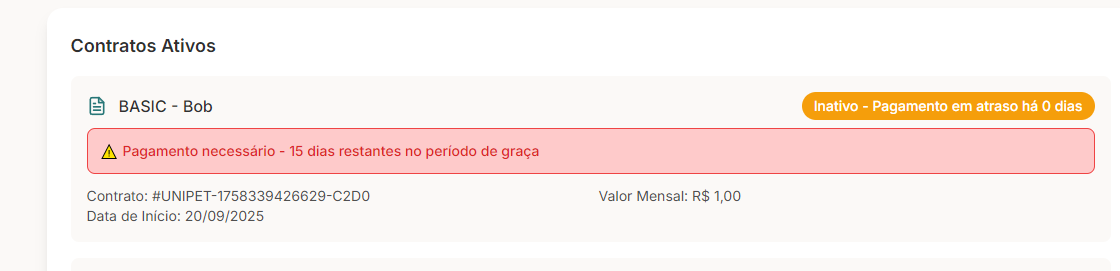 Contratos Ativos
BASIC - Bob
Inativo - Pagamento em atraso há 0 dias
⚠ Pagamento necessário - 15 dias restantes no período de graça
Contrato: #UNIPET-1758339426629-C2D0
Valor Mensal: R$ 1,00
Data de Início: 20/09/2025